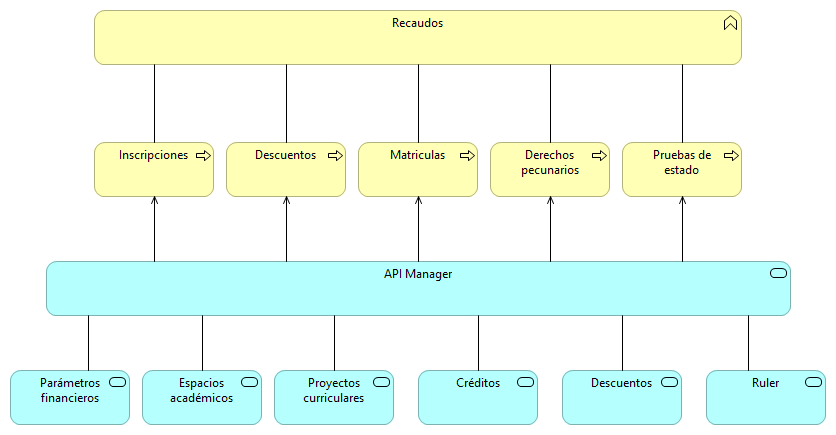 Recaudos
Inscripciones
Descuentos
Matriculas
Derechos
pecunarios
Pruebas de
estado
API Manager
Parámetros
financieros
Espacios
académicos
Proyectos
curriculares
Créditos
Descuentos
Ruler